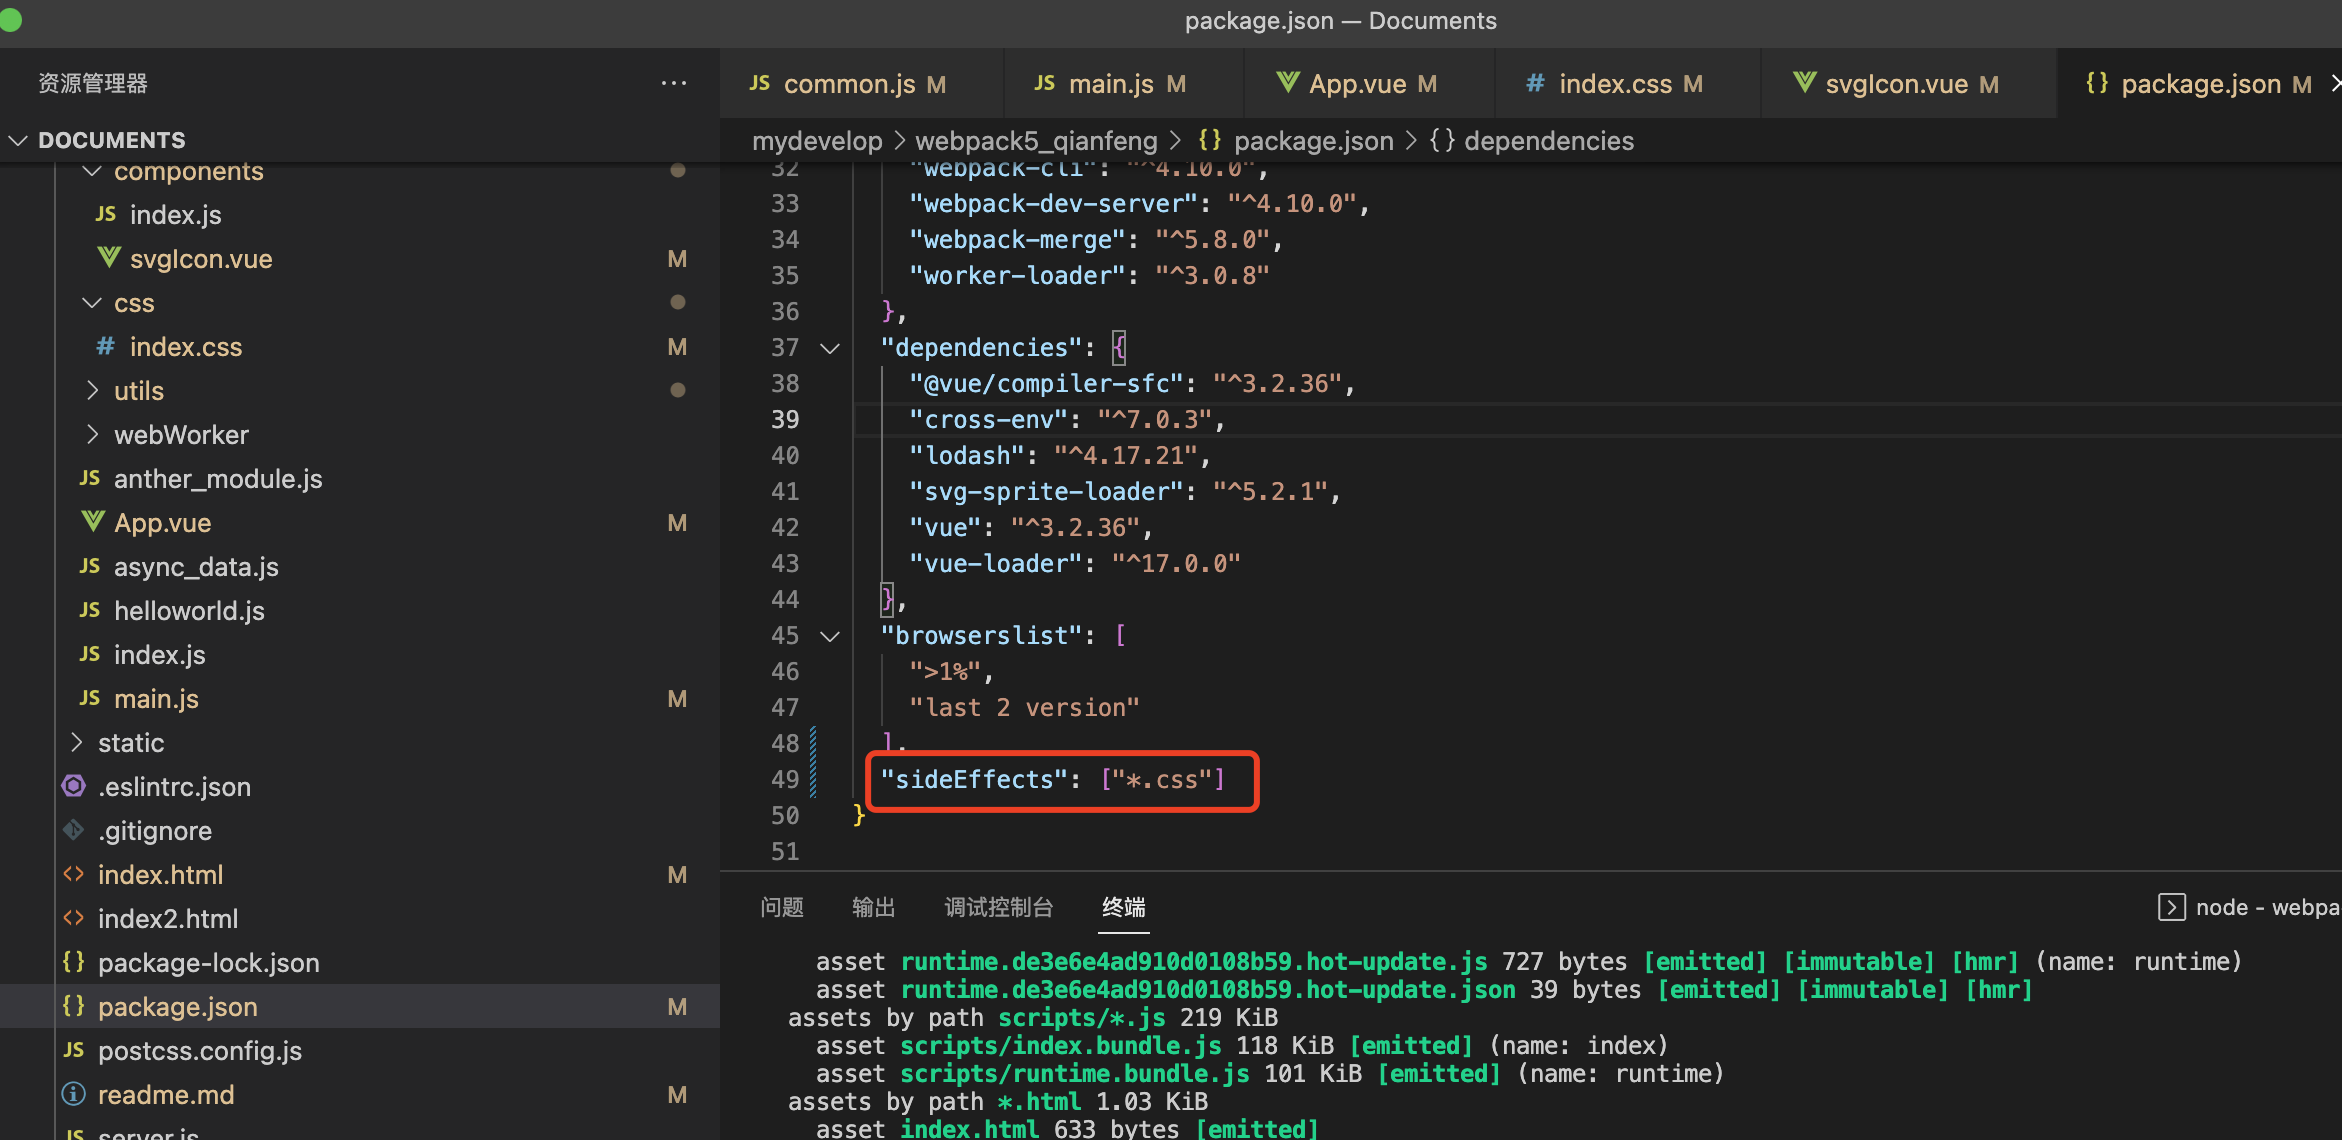 package.json — Documents
资源管理器
DOCUMENTS
components
index.js
svgIcon.vue M
css
index.css M
utils
webWorker
anther_module.js
App.vue M
async_data.js
helloworld.js
index.js
main.js M
static
.eslintrc.json
.gitignore
index.html M
index2.html
package-lock.json
package.json M
postcss.config.js
readme.md M
server.js
JS common.js M JS main.js M App.vue M # index.css M svgIcon.vue M {} package.json M
mydevelop > webpack5_qianfeng > {} package.json > {} dependencies
32 "webpack-cli": "^4.10.0",
33 "webpack-dev-server": "^4.10.0",
34 "webpack-merge": "^5.8.0",
35 "worker-loader": "^3.0.8"
36 },
37 "dependencies": {
38 "@vue/compiler-sfc": "^3.2.36",
39 "cross-env": "^7.0.3",
40 "lodash": "^4.17.21",
41 "svg-sprite-loader": "^5.2.1",
42 "vue": "^3.2.36",
43 "vue-loader": "^17.0.0"
44 },
45 "browserslist": [
46 ">1%",
47 "last 2 version"
48 ],
49 "sideEffects": ["*.css"]
50 }
51
问题 输出 调试控制台 终端 node - webpa
asset runtime.de3e6e4ad910d0108b59.hot-update.js 727 bytes [emitted] [immutable] [hmr] (name: runtime)
asset runtime.de3e6e4ad910d0108b59.hot-update.json 39 bytes [emitted] [immutable] [hmr]
assets by path scripts/*.js 219 KiB
asset scripts/index.bundle.js 118 KiB [emitted] (name: index)
asset scripts/runtime.bundle.js 101 KiB [emitted] (name: runtime)
assets by path *.html 1.03 KiB
asset index.html 633 bytes [emitted]